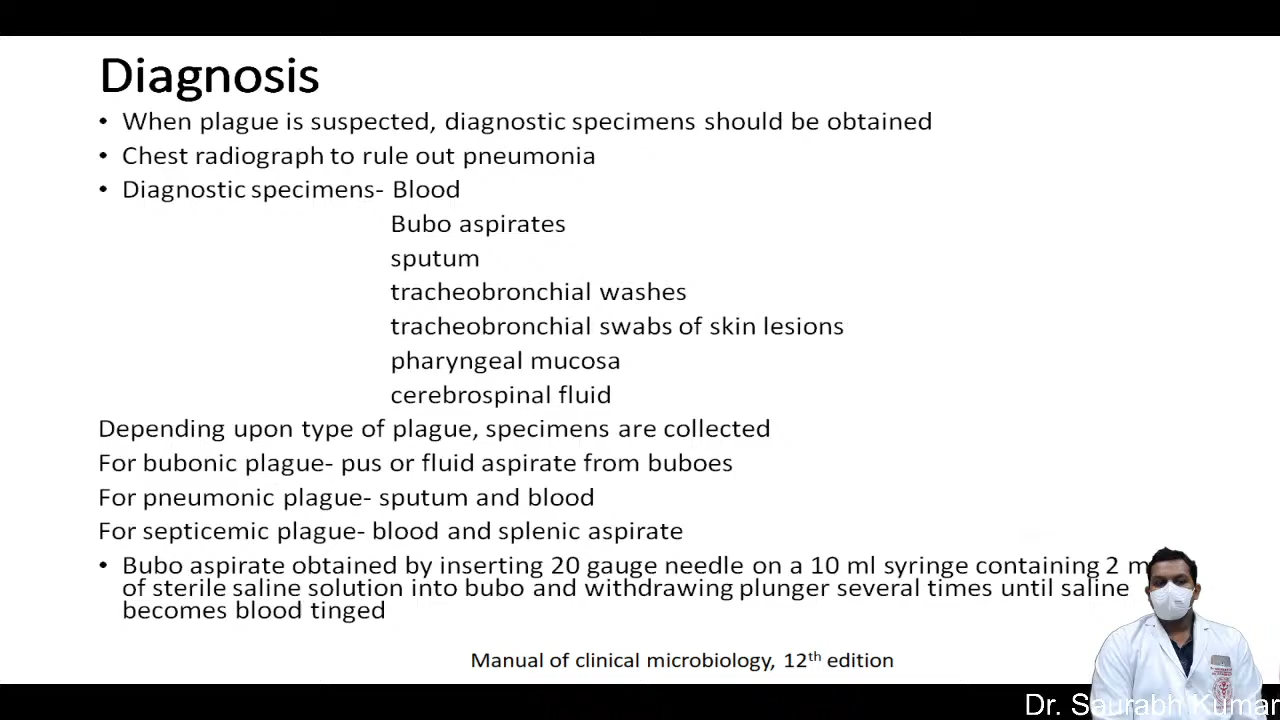 Diagnosis
• When plague is suspected, diagnostic specimens should be obtained
• Chest radiograph to rule out pneumonia
• Diagnostic specimens- Blood
Bubo aspirates
sputum
tracheobronchial washes
tracheobronchial swabs of skin lesions
pharyngeal mucosa
cerebrospinal fluid
Depending upon type of plague, specimens are collected
For bubonic plague- pus or fluid aspirate from buboes
For pneumonic plague- sputum and blood
For septicemic plague- blood and splenic aspirate
• Bubo aspirate obtained by inserting 20 gauge needle on a 10 ml syringe containing 2 m
of sterile saline solution into bubo and withdrawing plunger several times until saline
becomes blood tinged
Manual of clinical microbiology, 12th edition
Dr. Saurabh Kumar